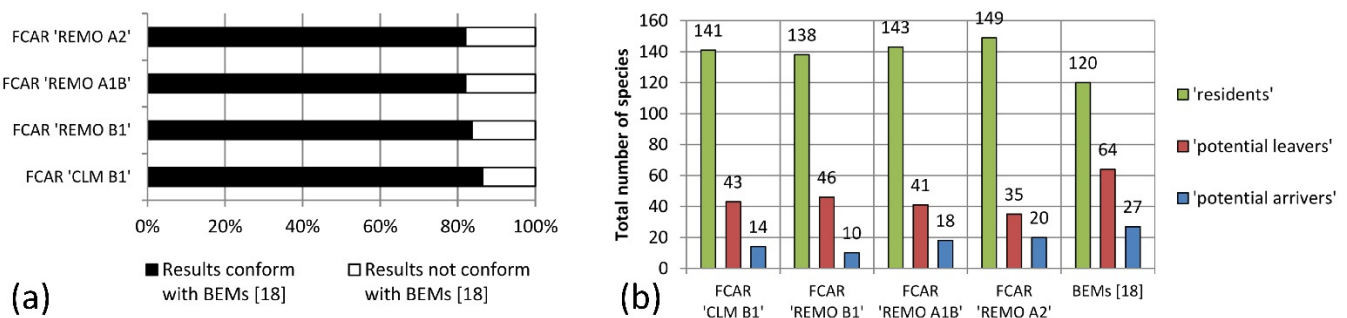 FCAR 'REMO A2'
FCAR 'REMO A1B'
FCAR 'REMO B1'
FCAR 'CLM B1'
0% 20% 40% 60% 80% 100%
Results conform
with BEMs [18]
Results not conform
with BEMs [18]
(a)
Total number of species
160
140
120
100
80
60
40
20
0
141
43
14
138
46
10
143
41
18
149
35
20
120
64
27
FCAR
'CLM B1'
FCAR
'REMO B1'
FCAR
'REMO A1B'
FCAR
'REMO A2'
BEMs [18]
'residents'
'potential leavers'
'potential arrivers'
(b)